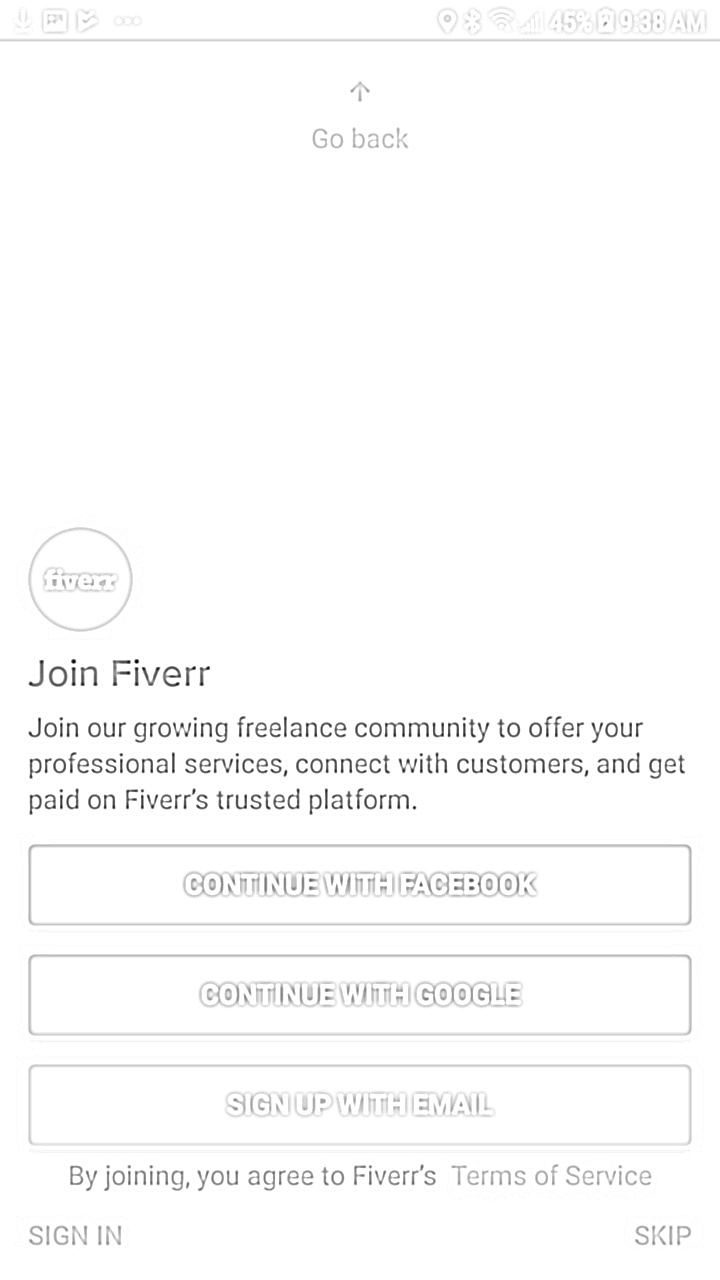 45% 9:38 AM
Go back
fiverr
Join Fiverr
Join our growing freelance community to offer your
professional services, connect with customers, and get
paid on Fiverr's trusted platform.
CONTINUE WITH FACEBOOK
CONTINUE WITH GOOGLE
SIGN UP WITH EMAIL
By joining, you agree to Fiverr's Terms of Service
SIGN IN SKIP